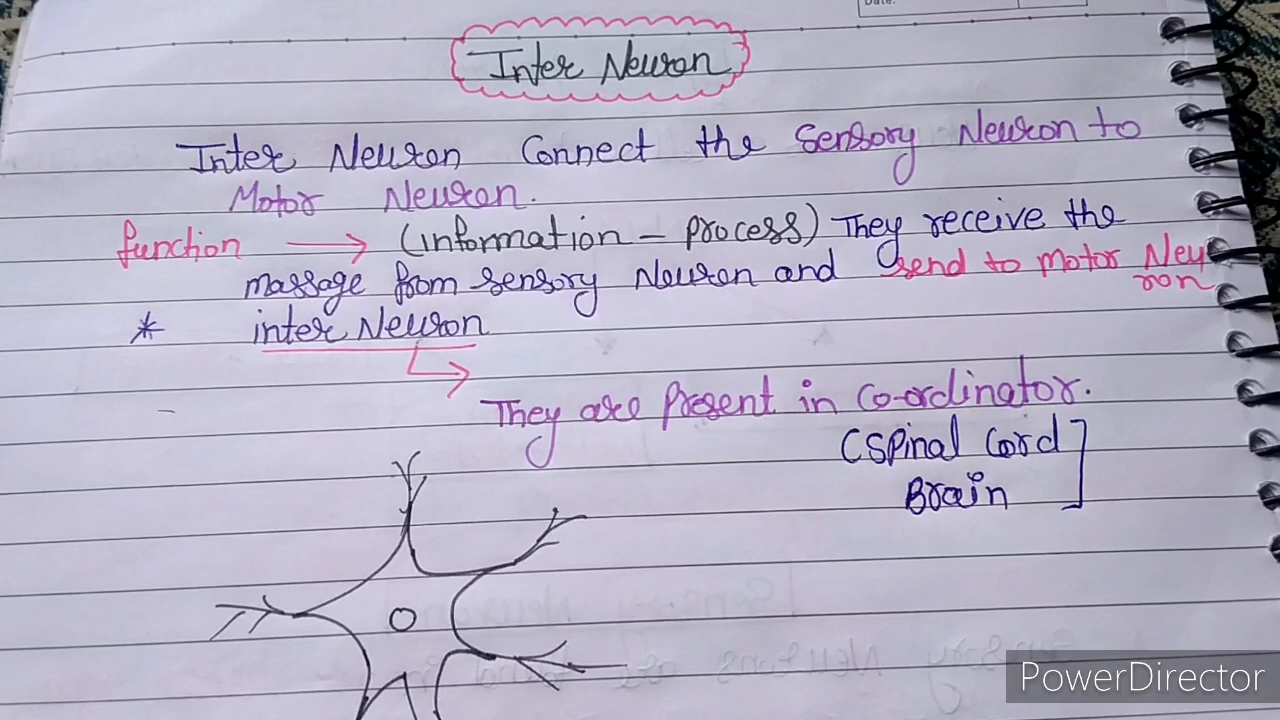 Date:
Inter Neuron
Inter Neuron Connect the Sensory Neuron to
Motor Neuron.
function → (information - process) They receive the
massage from sensory Neuron and send to motor Ney
ron
* inter Neuron
They are Present in Co-ordinator.
(Spinal Cord
Brain]
PowerDirector